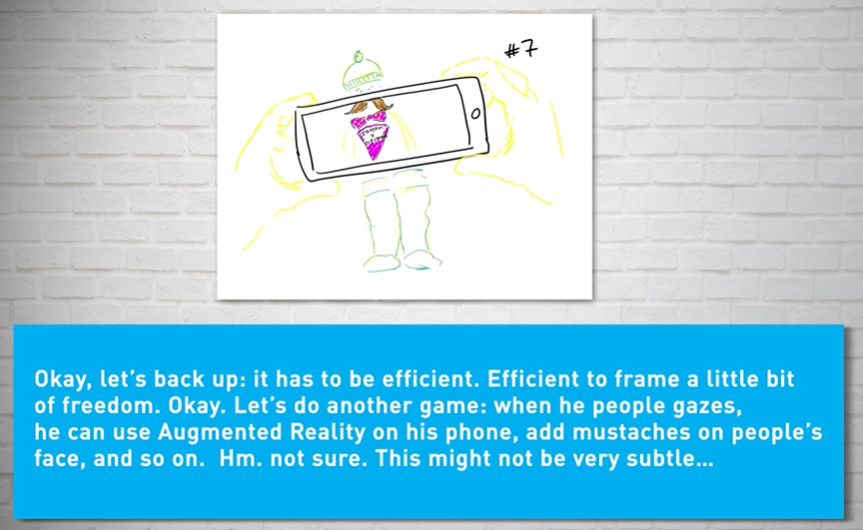 #7
Okay, let's back up: it has to be efficient. Efficient to frame a little bit
of freedom. Okay. Let's do another game: when he people gazes,
he can use Augmented Reality on his phone, add mustaches on people's
face, and so on.  Hm. not sure. This might not be very subtle...